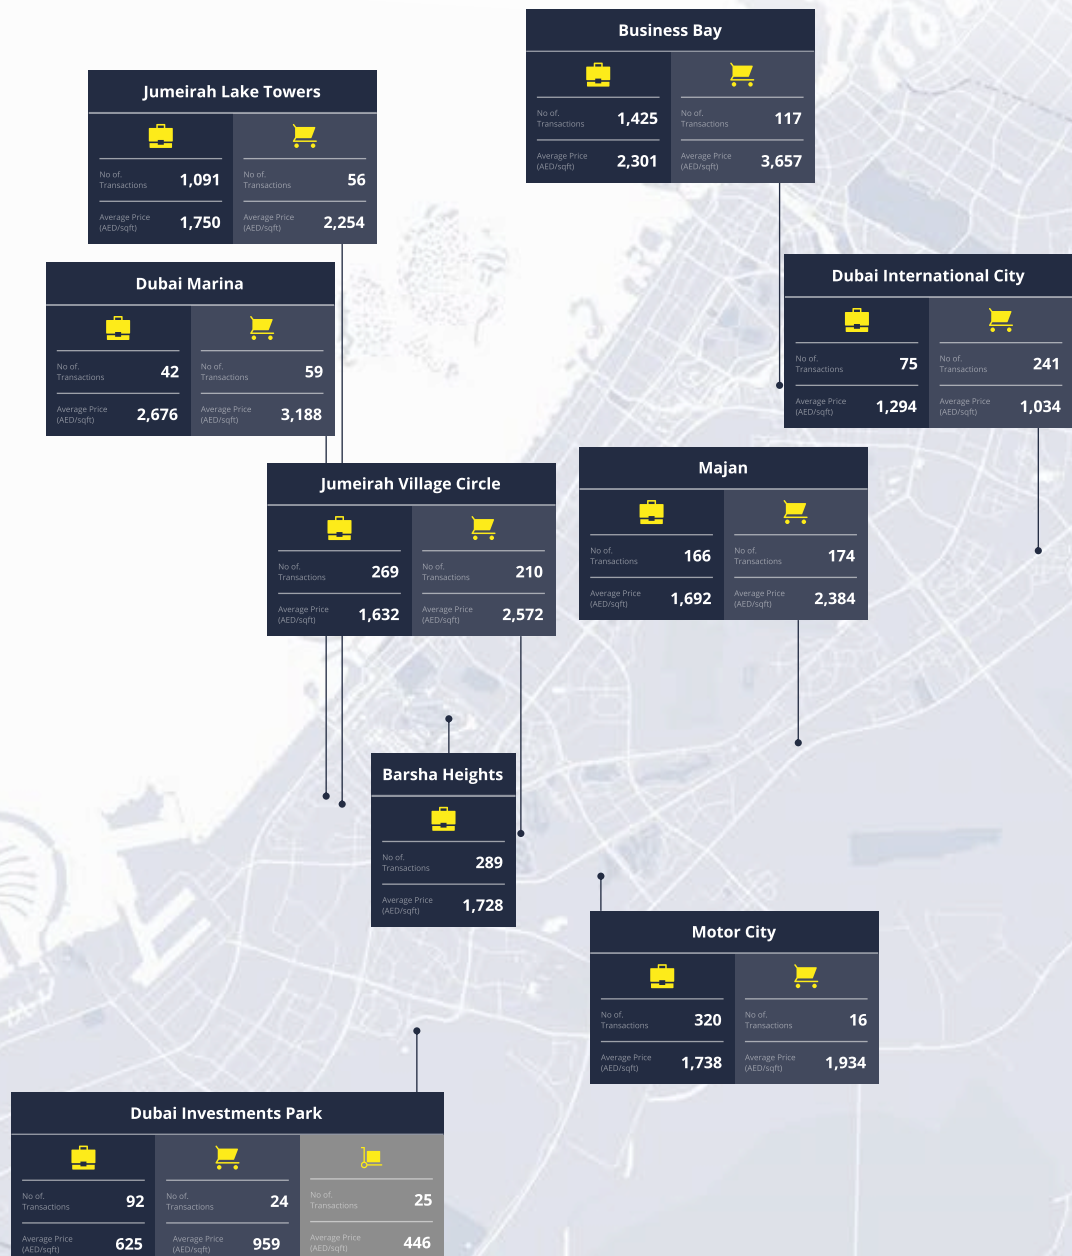 Business Bay
No of.
Transactions
1,425
No of.
Transactions
117
Average Price
(AED/sqft)
2,301
Average Price
(AED/sqft)
3,657
Jumeirah Lake Towers
No of.
Transactions
1,091
No of.
Transactions
56
Average Price
(AED/sqft)
1,750
Average Price
(AED/sqft)
2,254
Dubai Marina
No of.
Transactions
42
No of.
Transactions
59
Average Price
(AED/sqft)
2,676
Average Price
(AED/sqft)
3,188
Dubai International City
No of.
Transactions
75
No of.
Transactions
241
Average Price
(AED/sqft)
1,294
Average Price
(AED/sqft)
1,034
Jumeirah Village Circle
No of.
Transactions
269
No of.
Transactions
210
Average Price
(AED/sqft)
1,632
Average Price
(AED/sqft)
2,572
Majan
No of.
Transactions
166
No of.
Transactions
174
Average Price
(AED/sqft)
1,692
Average Price
(AED/sqft)
2,384
Barsha Heights
No of.
Transactions
289
Average Price
(AED/sqft)
1,728
Motor City
No of.
Transactions
320
No of.
Transactions
16
Average Price
(AED/sqft)
1,738
Average Price
(AED/sqft)
1,934
Dubai Investments Park
No of.
Transactions
92
No of.
Transactions
24
No of.
Transactions
25
Average Price
(AED/sqft)
625
Average Price
(AED/sqft)
959
Average Price
(AED/sqft)
446